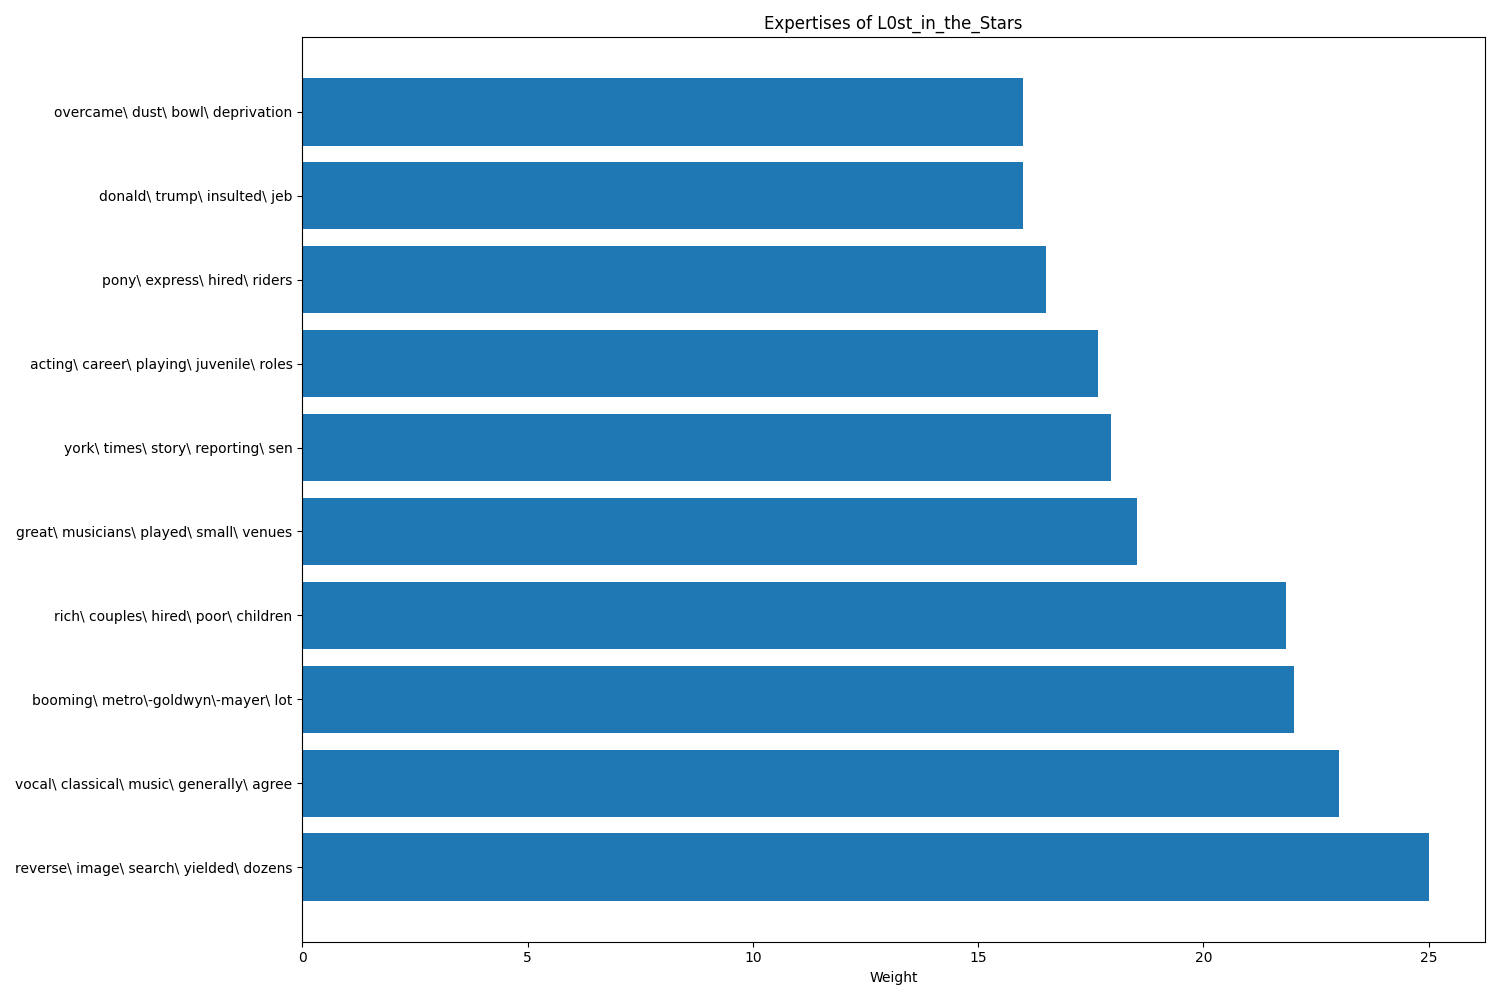 Expertises of L0st_in_the_Stars
overcame\ dust\ bowl\ deprivation
donald\ trump\ insulted\ jeb
pony\ express\ hired\ riders
acting\ career\ playing\ juvenile\ roles
york\ times\ story\ reporting\ sen
great\ musicians\ played\ small\ venues
rich\ couples\ hired\ poor\ children
booming\ metro\-goldwyn\-mayer\ lot
vocal\ classical\ music\ generally\ agree
reverse\ image\ search\ yielded\ dozens
0 5 10 15 20 25
Weight